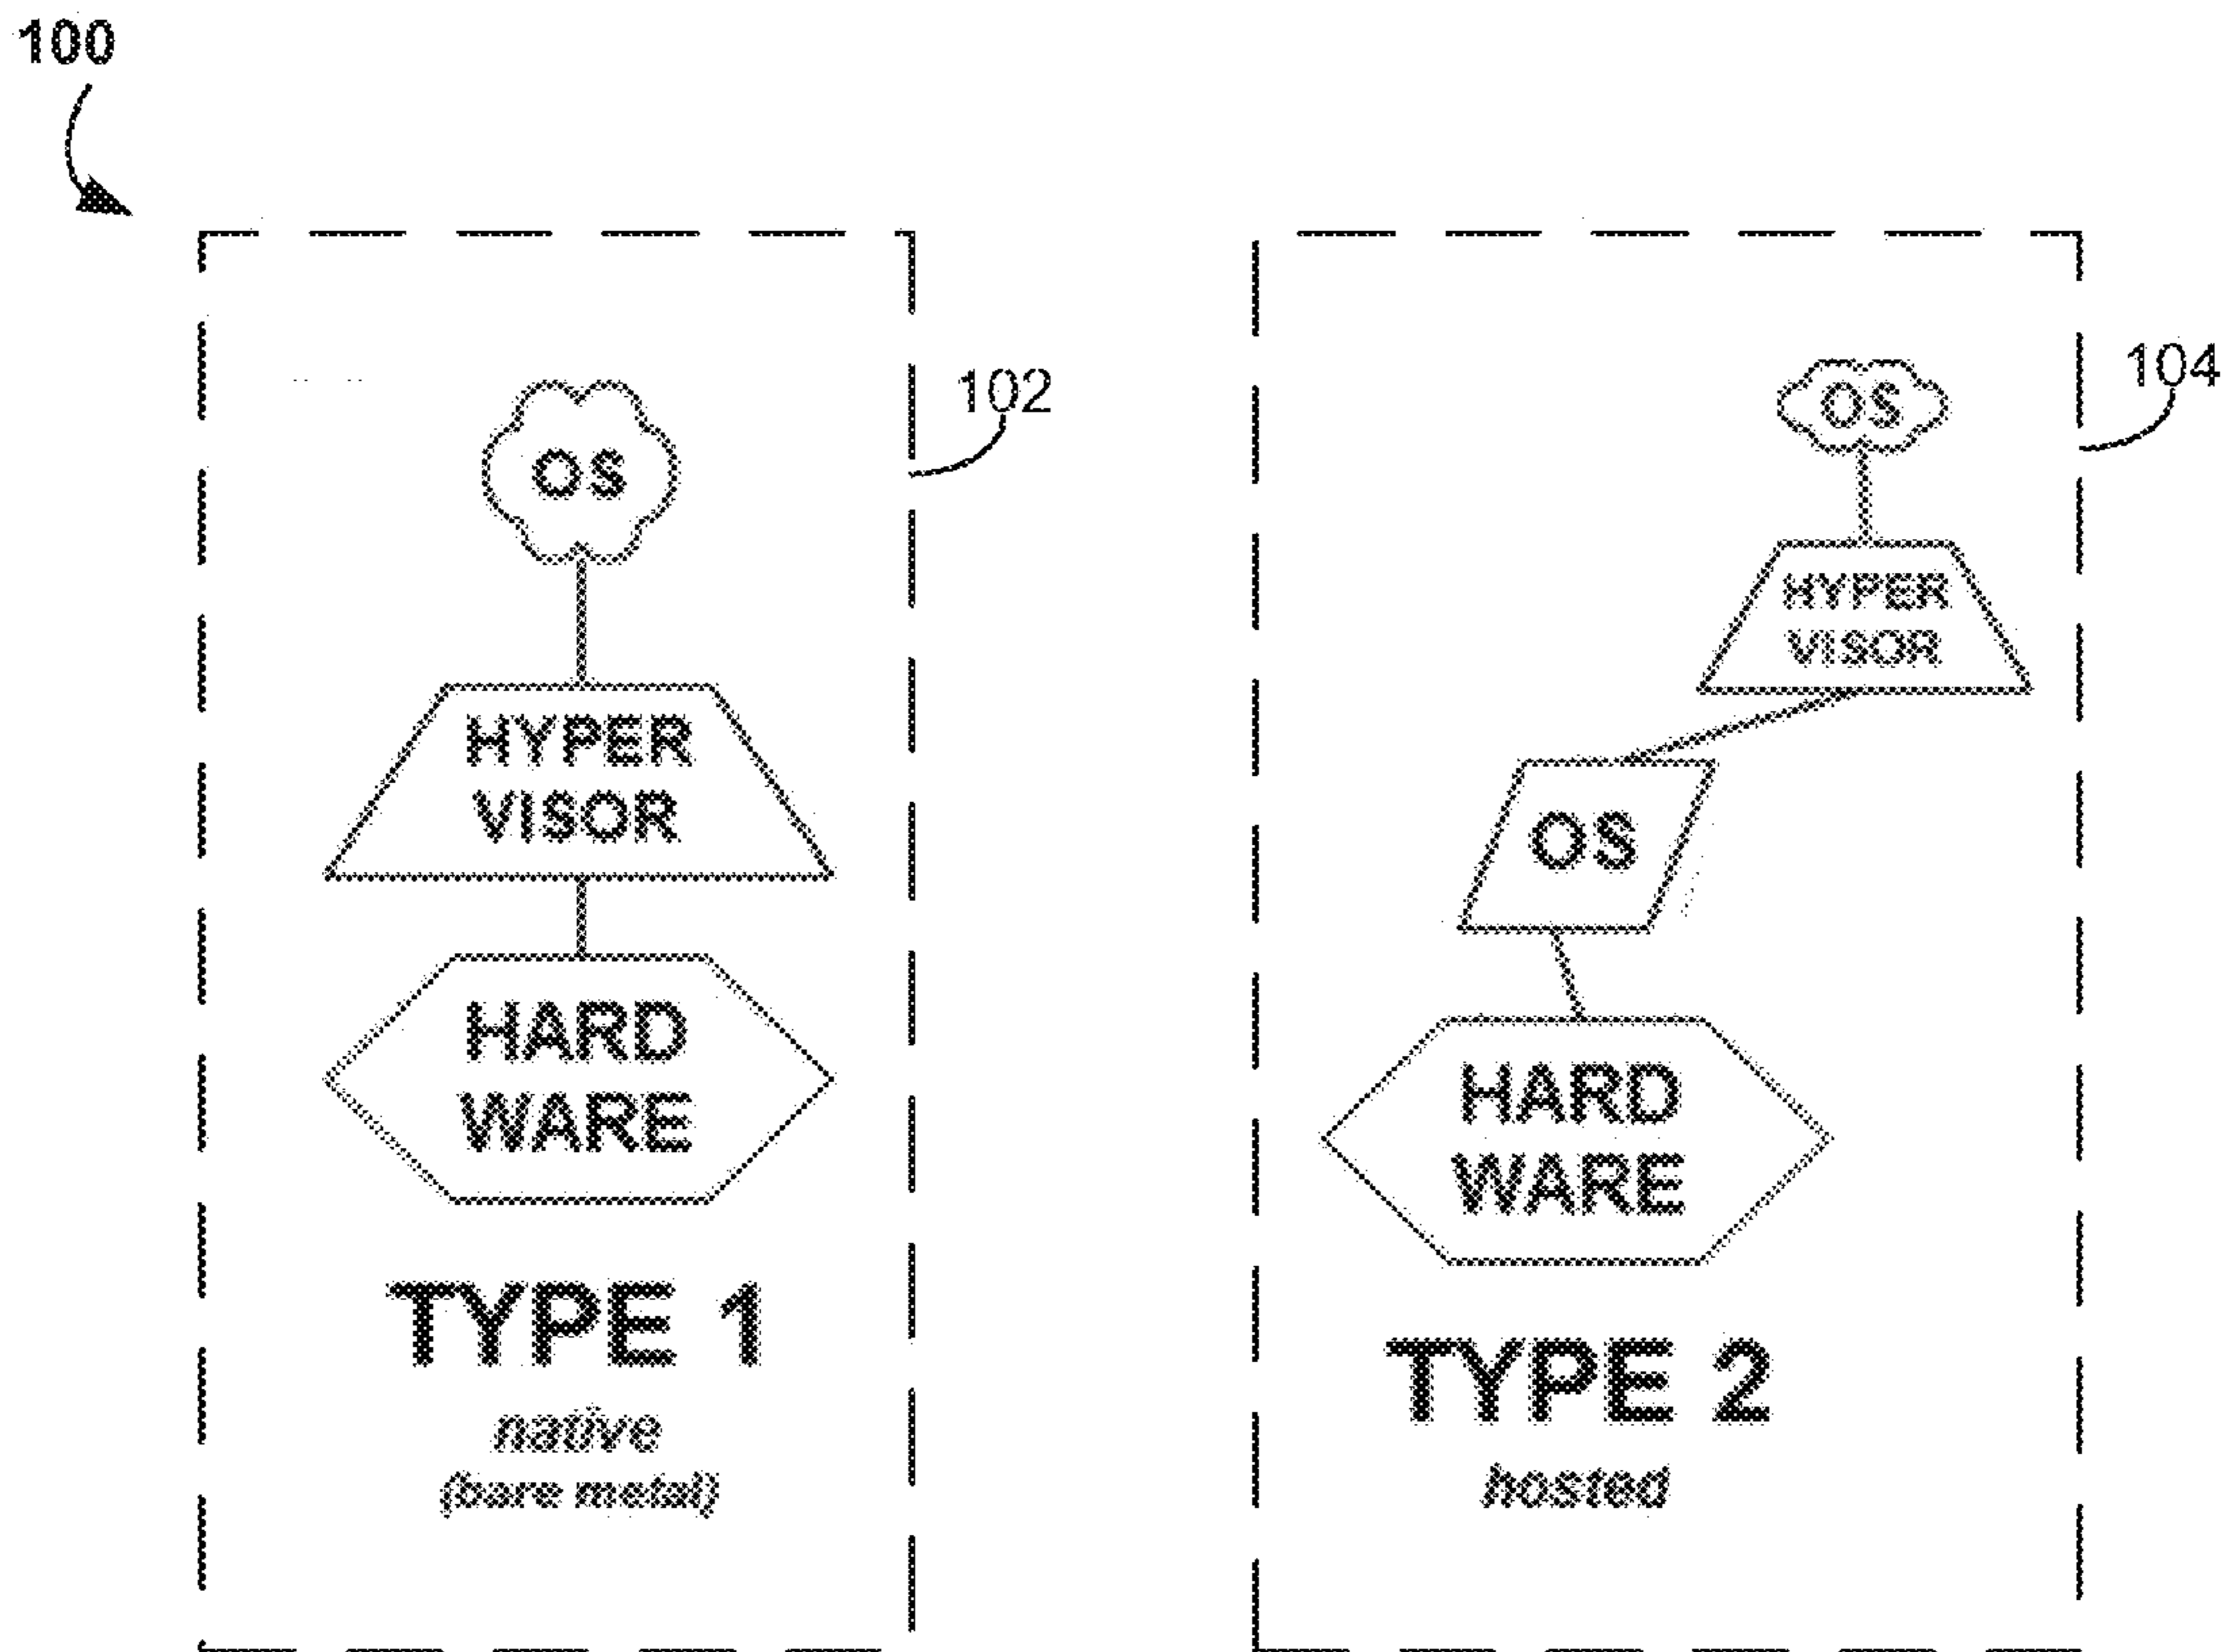 100
102
OS
HYPER
VISOR
HARD
WARE
TYPE 1
native
(bare metal)
104
OS
HYPER
VISOR
OS
HARD
WARE
TYPE 2
hosted